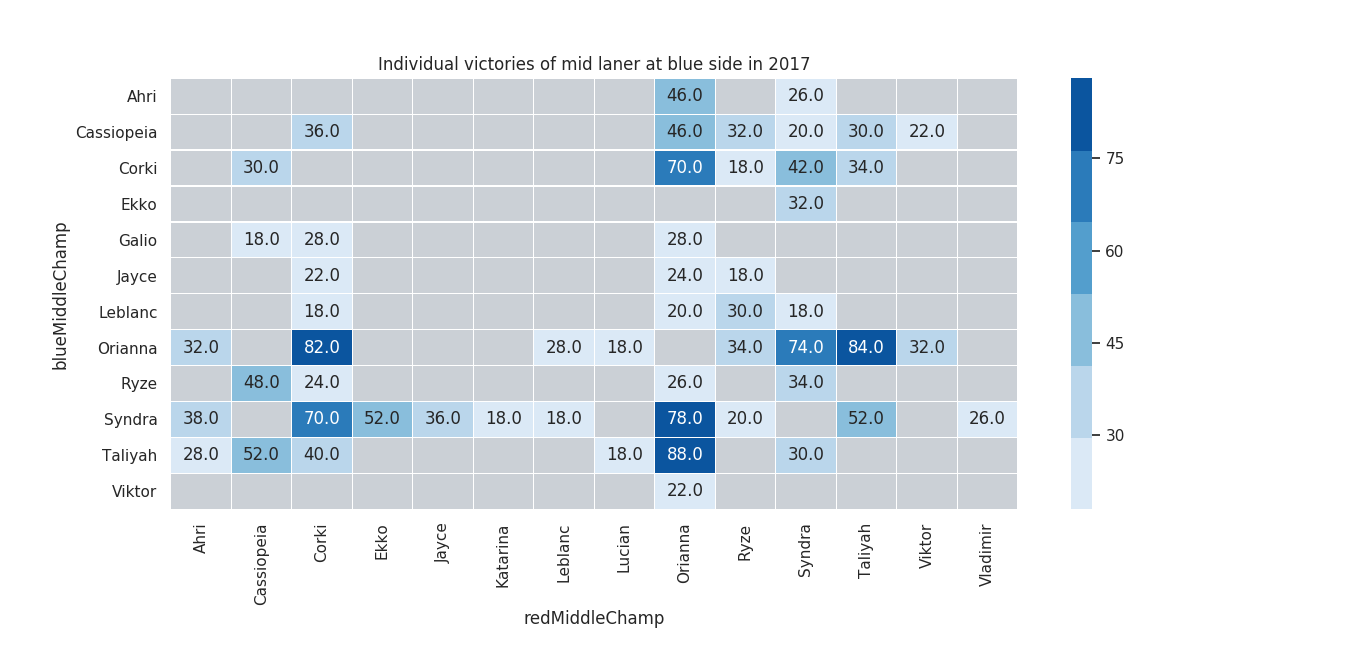 Individual victories of mid laner at blue side in 2017
Ahri 46.0 26.0
Cassiopeia 36.0 46.0 32.0 20.0 30.0 22.0
Corki 30.0 70.0 18.0 42.0 34.0
Ekko 32.0
Galio 18.0 28.0 28.0
Jayce 22.0 24.0 18.0
Leblanc 18.0 20.0 30.0 18.0
Orianna 32.0 82.0 28.0 18.0 34.0 74.0 84.0 32.0
Ryze 48.0 24.0 26.0 34.0
Syndra 38.0 70.0 52.0 36.0 18.0 18.0 78.0 20.0 52.0 26.0
Taliyah 28.0 52.0 40.0 18.0 88.0 30.0
Viktor 22.0
blueMiddleChamp
Ahri Cassiopeia Corki Ekko Jayce Katarina Leblanc Lucian Orianna Ryze Syndra Taliyah Viktor Vladimir
redMiddleChamp
75
60
45
30